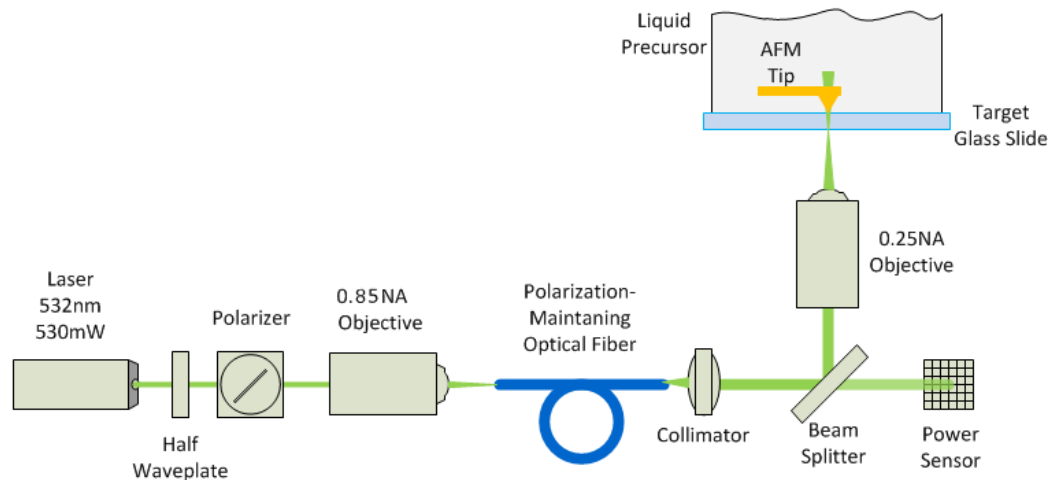 Liquid
Precursor
AFM
Tip
Target
Glass Slide
0.25NA
Objective
Laser
532nm
530mW
Polarizer
0.85NA
Objective
Polarization-
Maintaning
Optical Fiber
Half
Waveplate
Collimator
Beam
Splitter
Power
Sensor